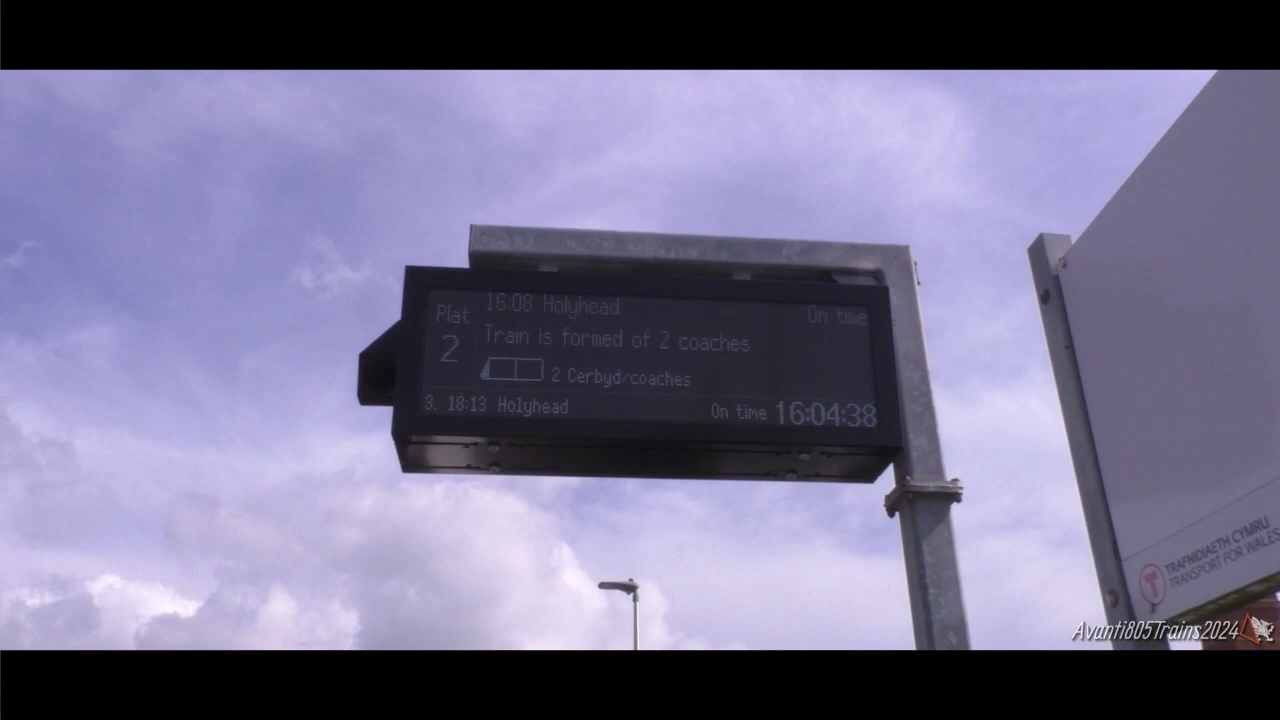 Plat
2
16:08 Holyhead On time
Train is formed of 2 coaches
2 Cerbyd/coaches
3. 18:13 Holyhead On time 16:04:38
T
TRAFNIDIAETH CYMRU
TRANSPORT FOR WALES
Avanti805Trains2024